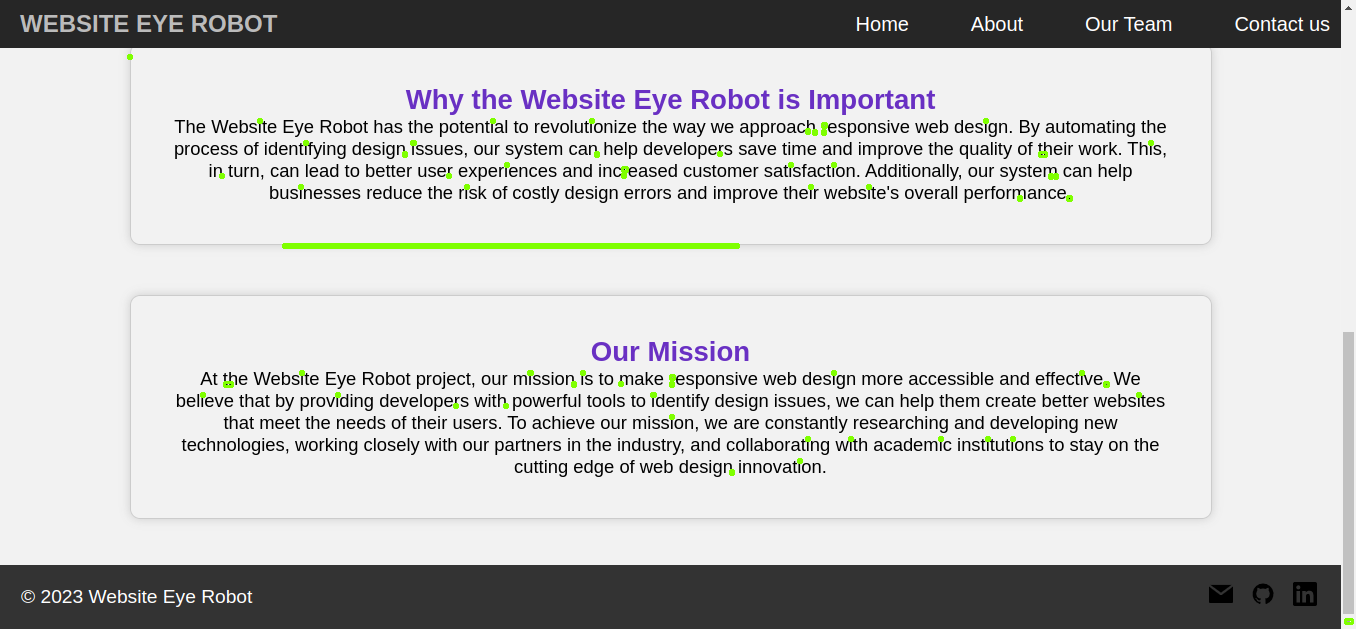 WEBSITE EYE ROBOT
Home About Our Team Contact us
Why the Website Eye Robot is Important
The Website Eye Robot has the potential to revolutionize the way we approach responsive web design. By automating the
process of identifying design issues, our system can help developers save time and improve the quality of their work. This,
in turn, can lead to better user experiences and increased customer satisfaction. Additionally, our system can help
businesses reduce the risk of costly design errors and improve their website's overall performance.
Our Mission
At the Website Eye Robot project, our mission is to make responsive web design more accessible and effective. We
believe that by providing developers with powerful tools to identify design issues, we can help them create better websites
that meet the needs of their users. To achieve our mission, we are constantly researching and developing new
technologies, working closely with our partners in the industry, and collaborating with academic institutions to stay on the
cutting edge of web design innovation.
© 2023 Website Eye Robot
in